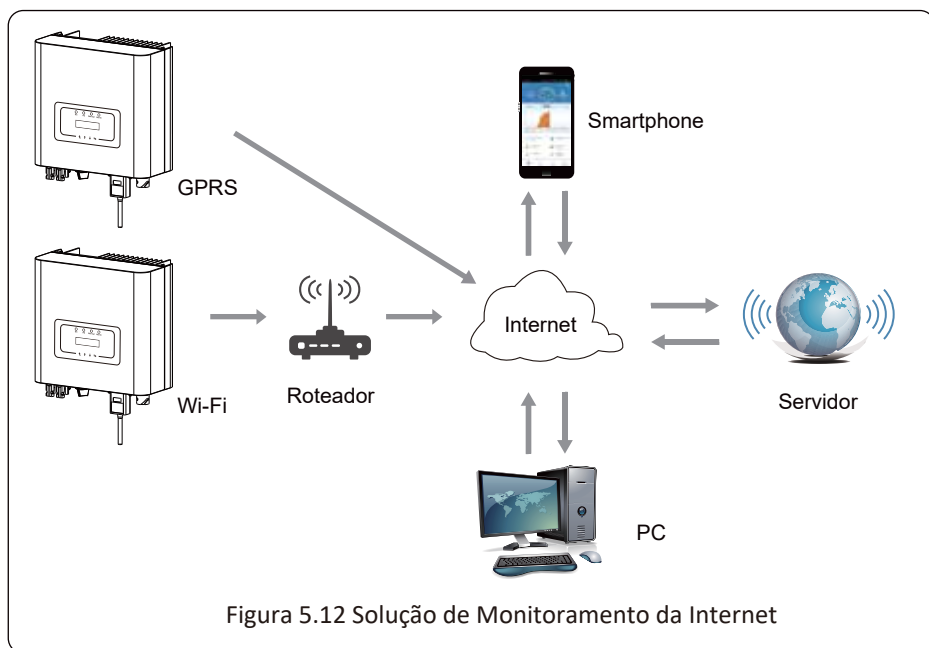 Smartphone
GPRS
Internet
Wi-Fi
Roteador
Servidor
PC
Figura 5.12 Solução de Monitoramento da Internet